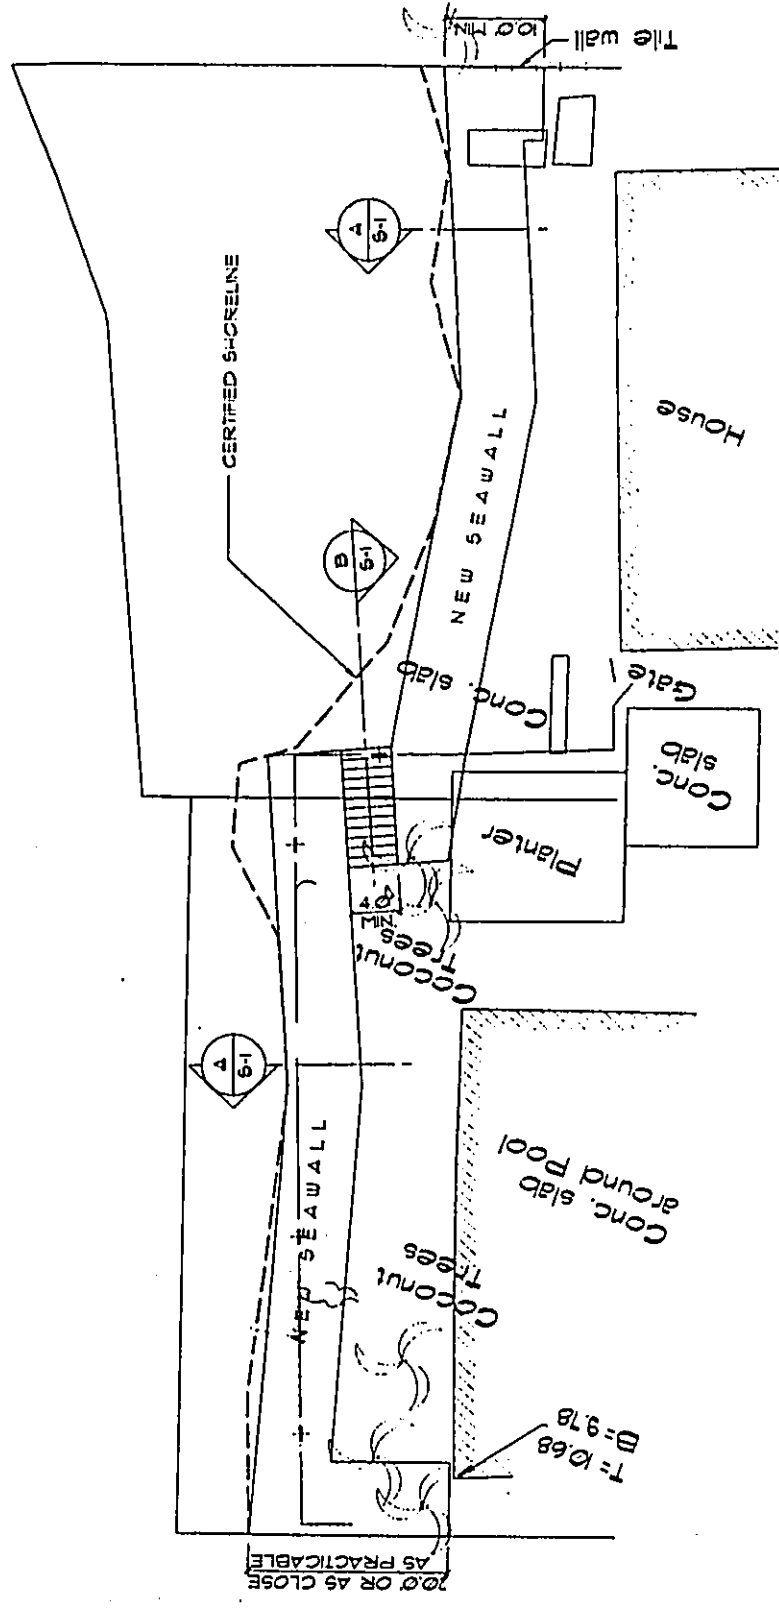 10.0' MIN.
Tile wall
A
S-1
CERTIFIED SHORELINE
House
NEW SEAWALL
B
S-1
Conc. slab
Gate
Conc.
slab
Planter
4.0'
MIN.
Coconut
Trees
A
S-1
NEW SEAWALL
Conc. slab
around Pool
Coconut
Trees
T=10.68
B=9.78
20.0' OR AS CLOSE
AS PRACTICABLE